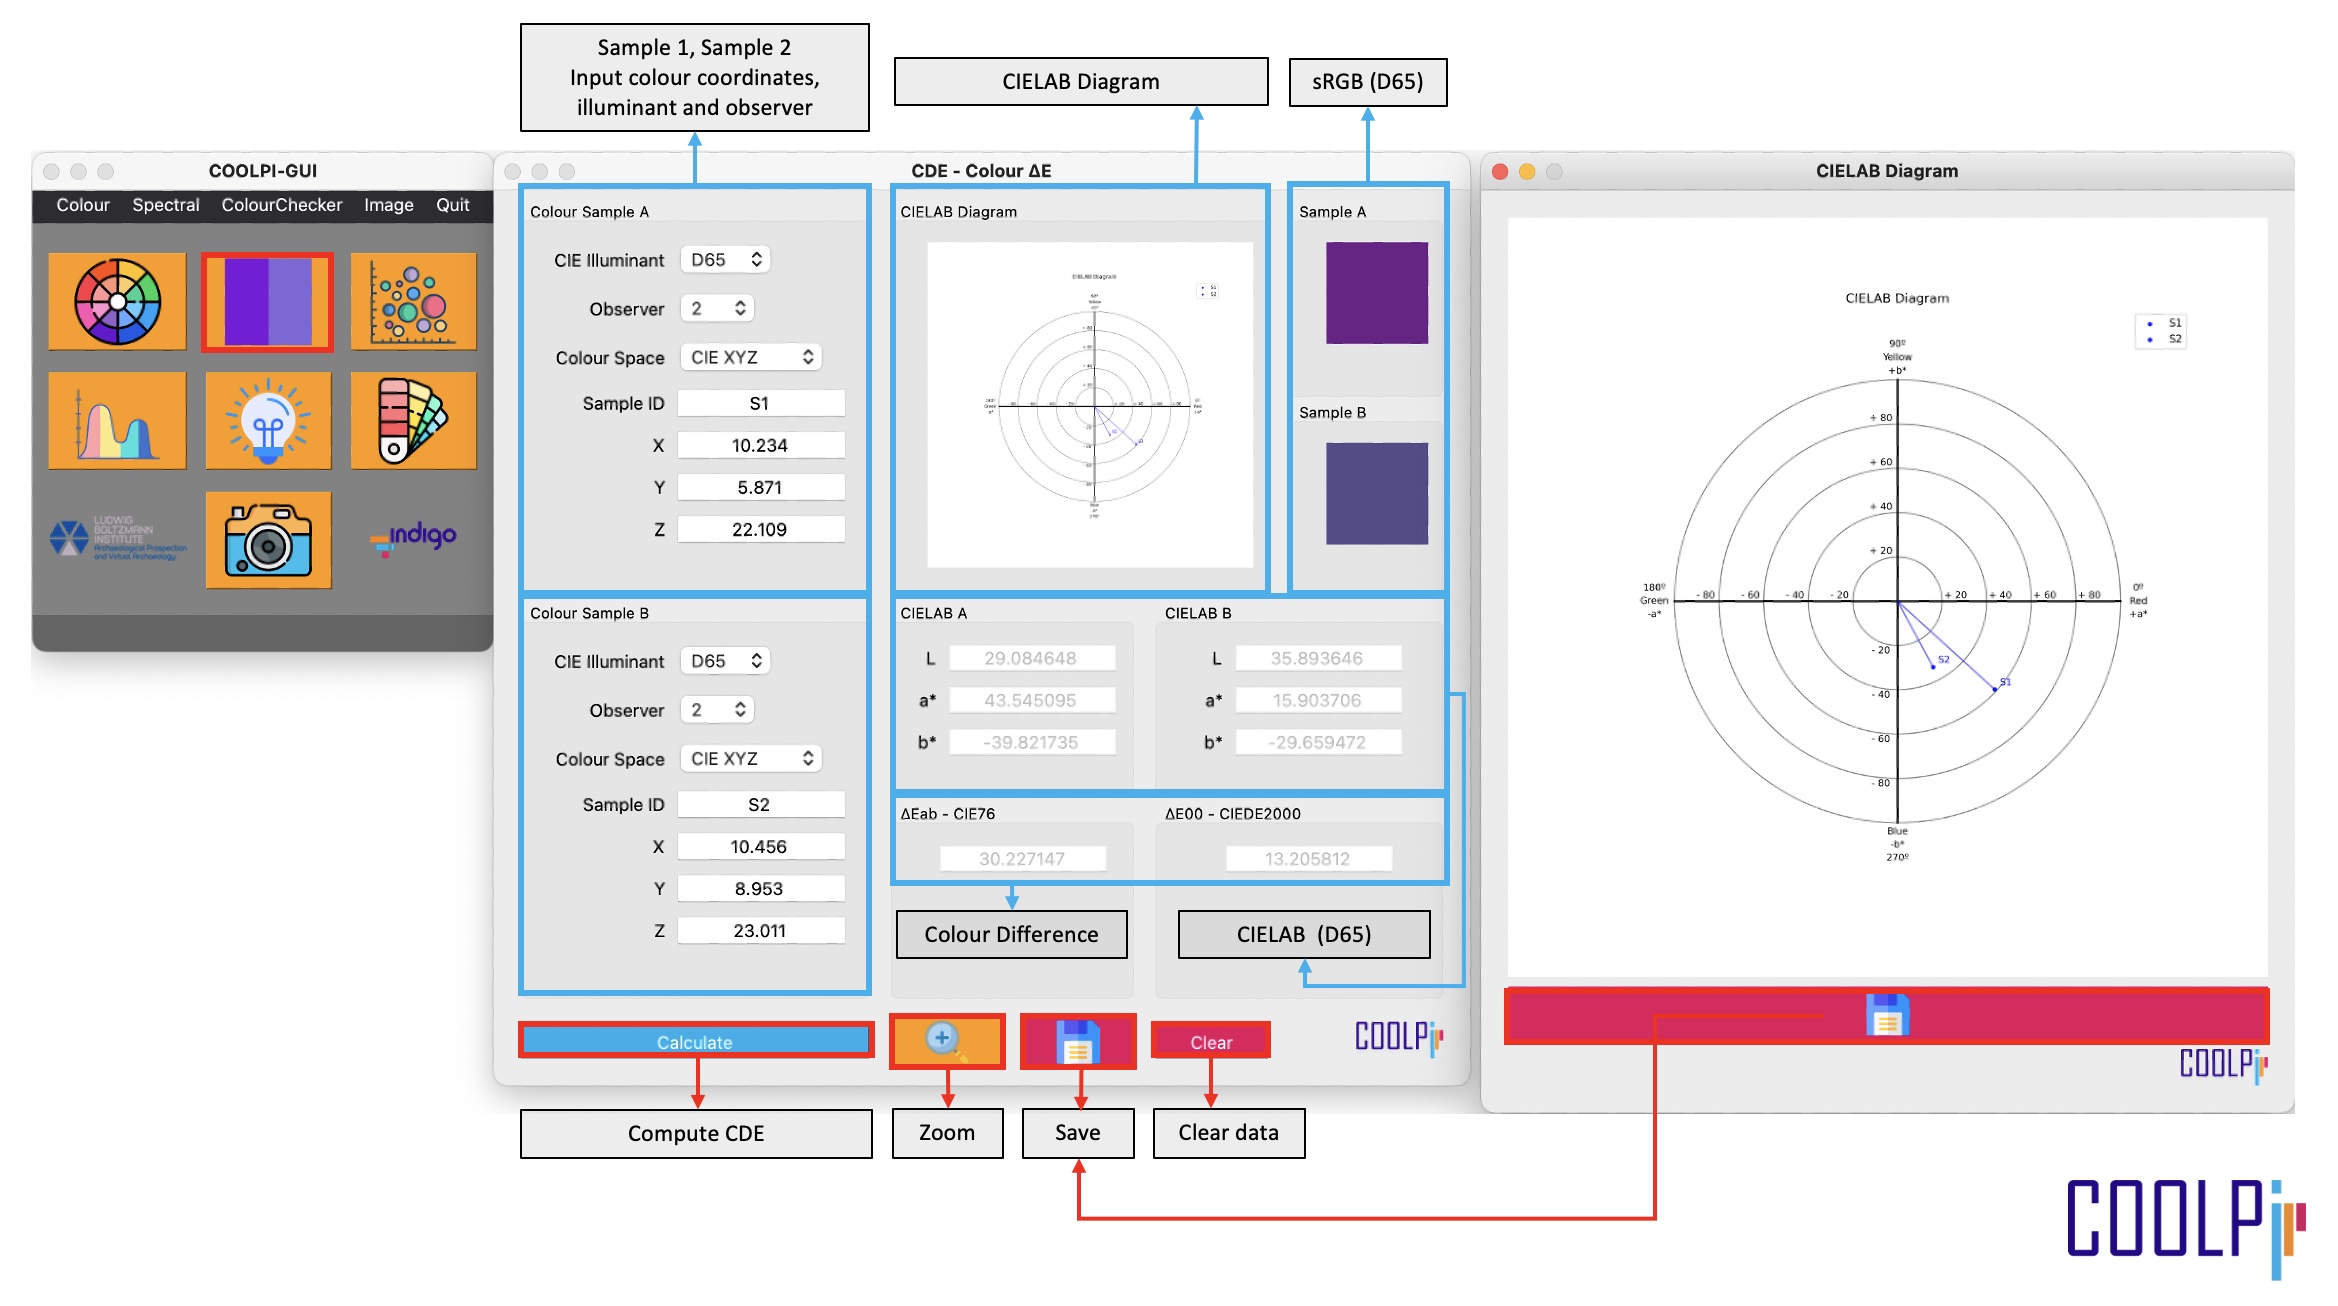 Sample 1, Sample 2
Input colour coordinates,
illuminant and observer
CIELAB Diagram
sRGB (D65)
COOLPI-GUI
Colour Spectral ColourChecker Image Quit
LUDWIG
BOLTZMANN
INSTITUTE
Archaeological Prospection
and Virtual Archaeology
indigo
CDE - Colour ΔE
Colour Sample A
CIE Illuminant D65
Observer 2
Colour Space CIE XYZ
Sample ID S1
X 10.234
Y 5.871
Z 22.109
Colour Sample B
CIE Illuminant D65
Observer 2
Colour Space CIE XYZ
Sample ID S2
X 10.456
Y 8.953
Z 23.011
CIELAB Diagram
CIELAB Diagram
S1
S2
Sample A
Sample B
CIELAB A
L 29.084648
a* 43.545095
b* -39.821735
CIELAB B
L 35.893646
a* 15.903706
b* -29.659472
ΔEab - CIE76
30.227147
ΔE00 - CIEDE2000
13.205812
Colour Difference
CIELAB (D65)
Calculate
Clear
COOLPI
Compute CDE
Zoom
Save
Clear data
CIELAB Diagram
CIELAB Diagram
S1
S2
90º
Yellow
+b*
+ 80
+ 60
+ 40
+ 20
180º
Green
-a*
- 80 - 60 - 40 - 20 + 20 + 40 + 60 + 80
0º
Red
+a*
- 20
- 40
- 60
- 80
S2
S1
Blue
-b*
270º
COOLPI
COOLPI